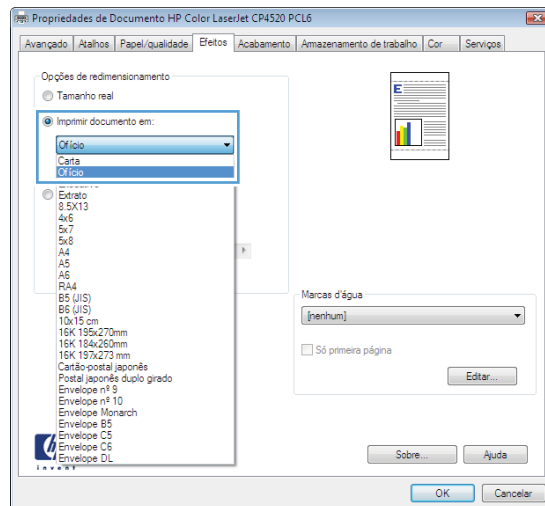 Propriedades de Documento HP Color LaserJet CP4520 PCL6
Avançado Atalhos Papel/qualidade Efeitos Acabamento Amazenamento de trabalho Cor Serviços
Opções de redimensionamento
Tamanho real
Imprimir documento em:
Ofício
Carta
Ofício
Extrato
8.5X13
4x6
5x7
5x8
A4
A5
A6
RA4
B5 (JIS)
B6 (JIS)
10x15 cm
16K 195x270mm
16K 184x260mm
16K 197x273 mm
Cartão-postal japonês
Postal japonês duplo girado
Envelope nº 9
Envelope nº 10
Envelope Monarch
Envelope B5
Envelope C5
Envelope C6
Envelope DL
E
Marcas d'água
[nenhum]
Só primeira página
Editar...
invent
Sobre... Ajuda
OK Cancelar